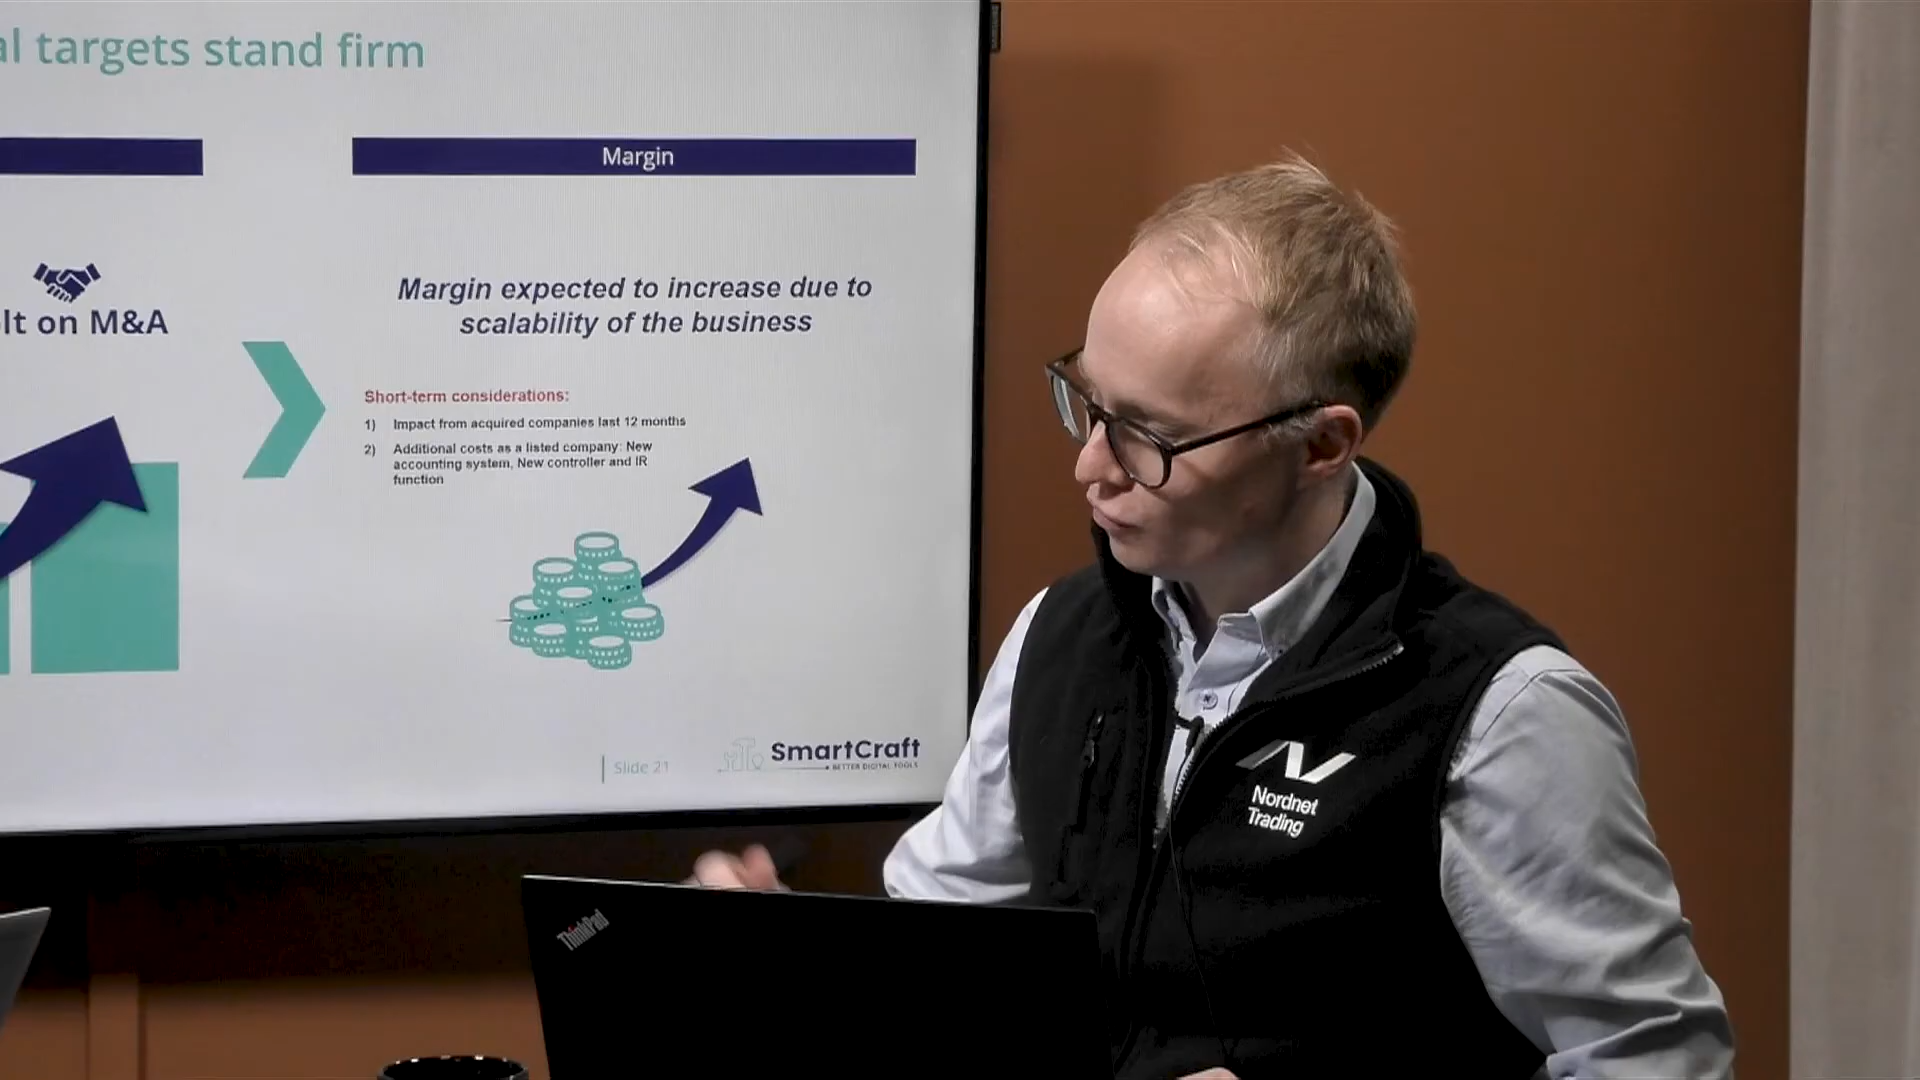 al targets stand firm
Margin
lt on M&A
Margin expected to increase due to
scalability of the business
Short-term considerations:
1) Impact from acquired companies last 12 months
2) Additional costs as a listed company: New
accounting system, New controller and IR
function
Slide 21
SmartCraft
BETTER DIGITAL TOOLS
Nordnet
Trading
ThinkPad